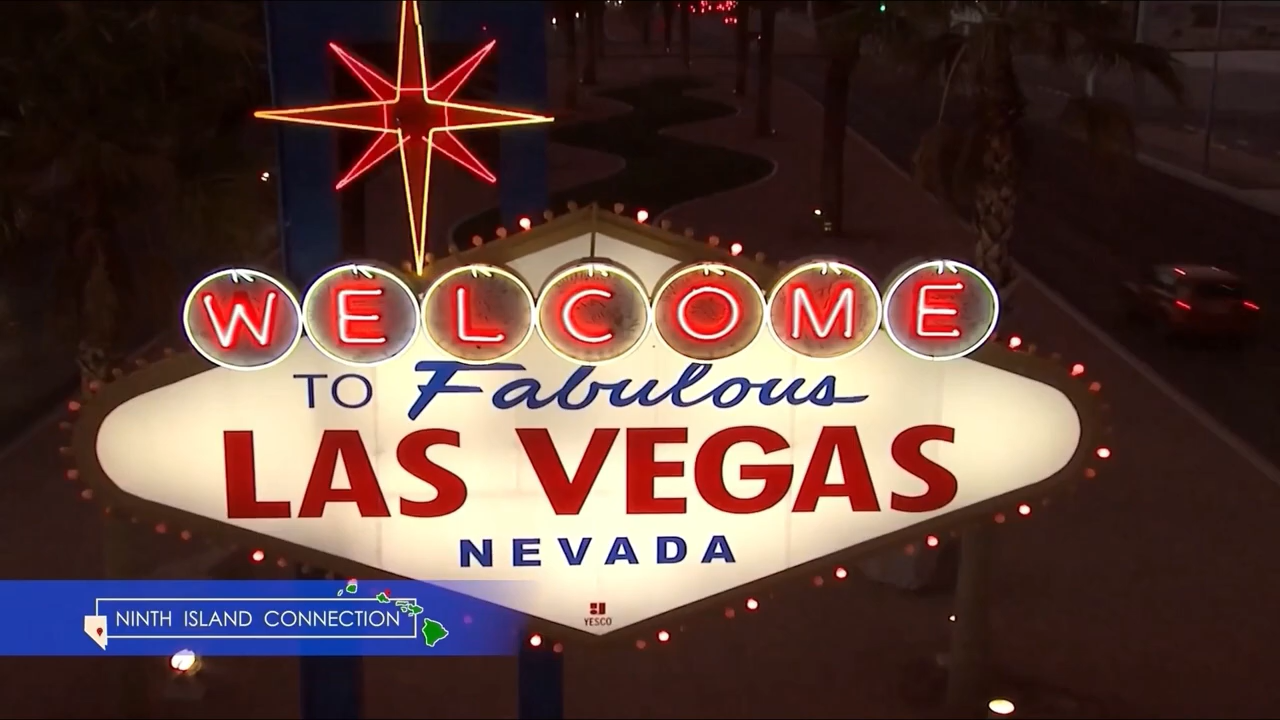 WELCOME
TO Fabulous
LAS VEGAS
NEVADA
YESCO
NINTH ISLAND CONNECTION